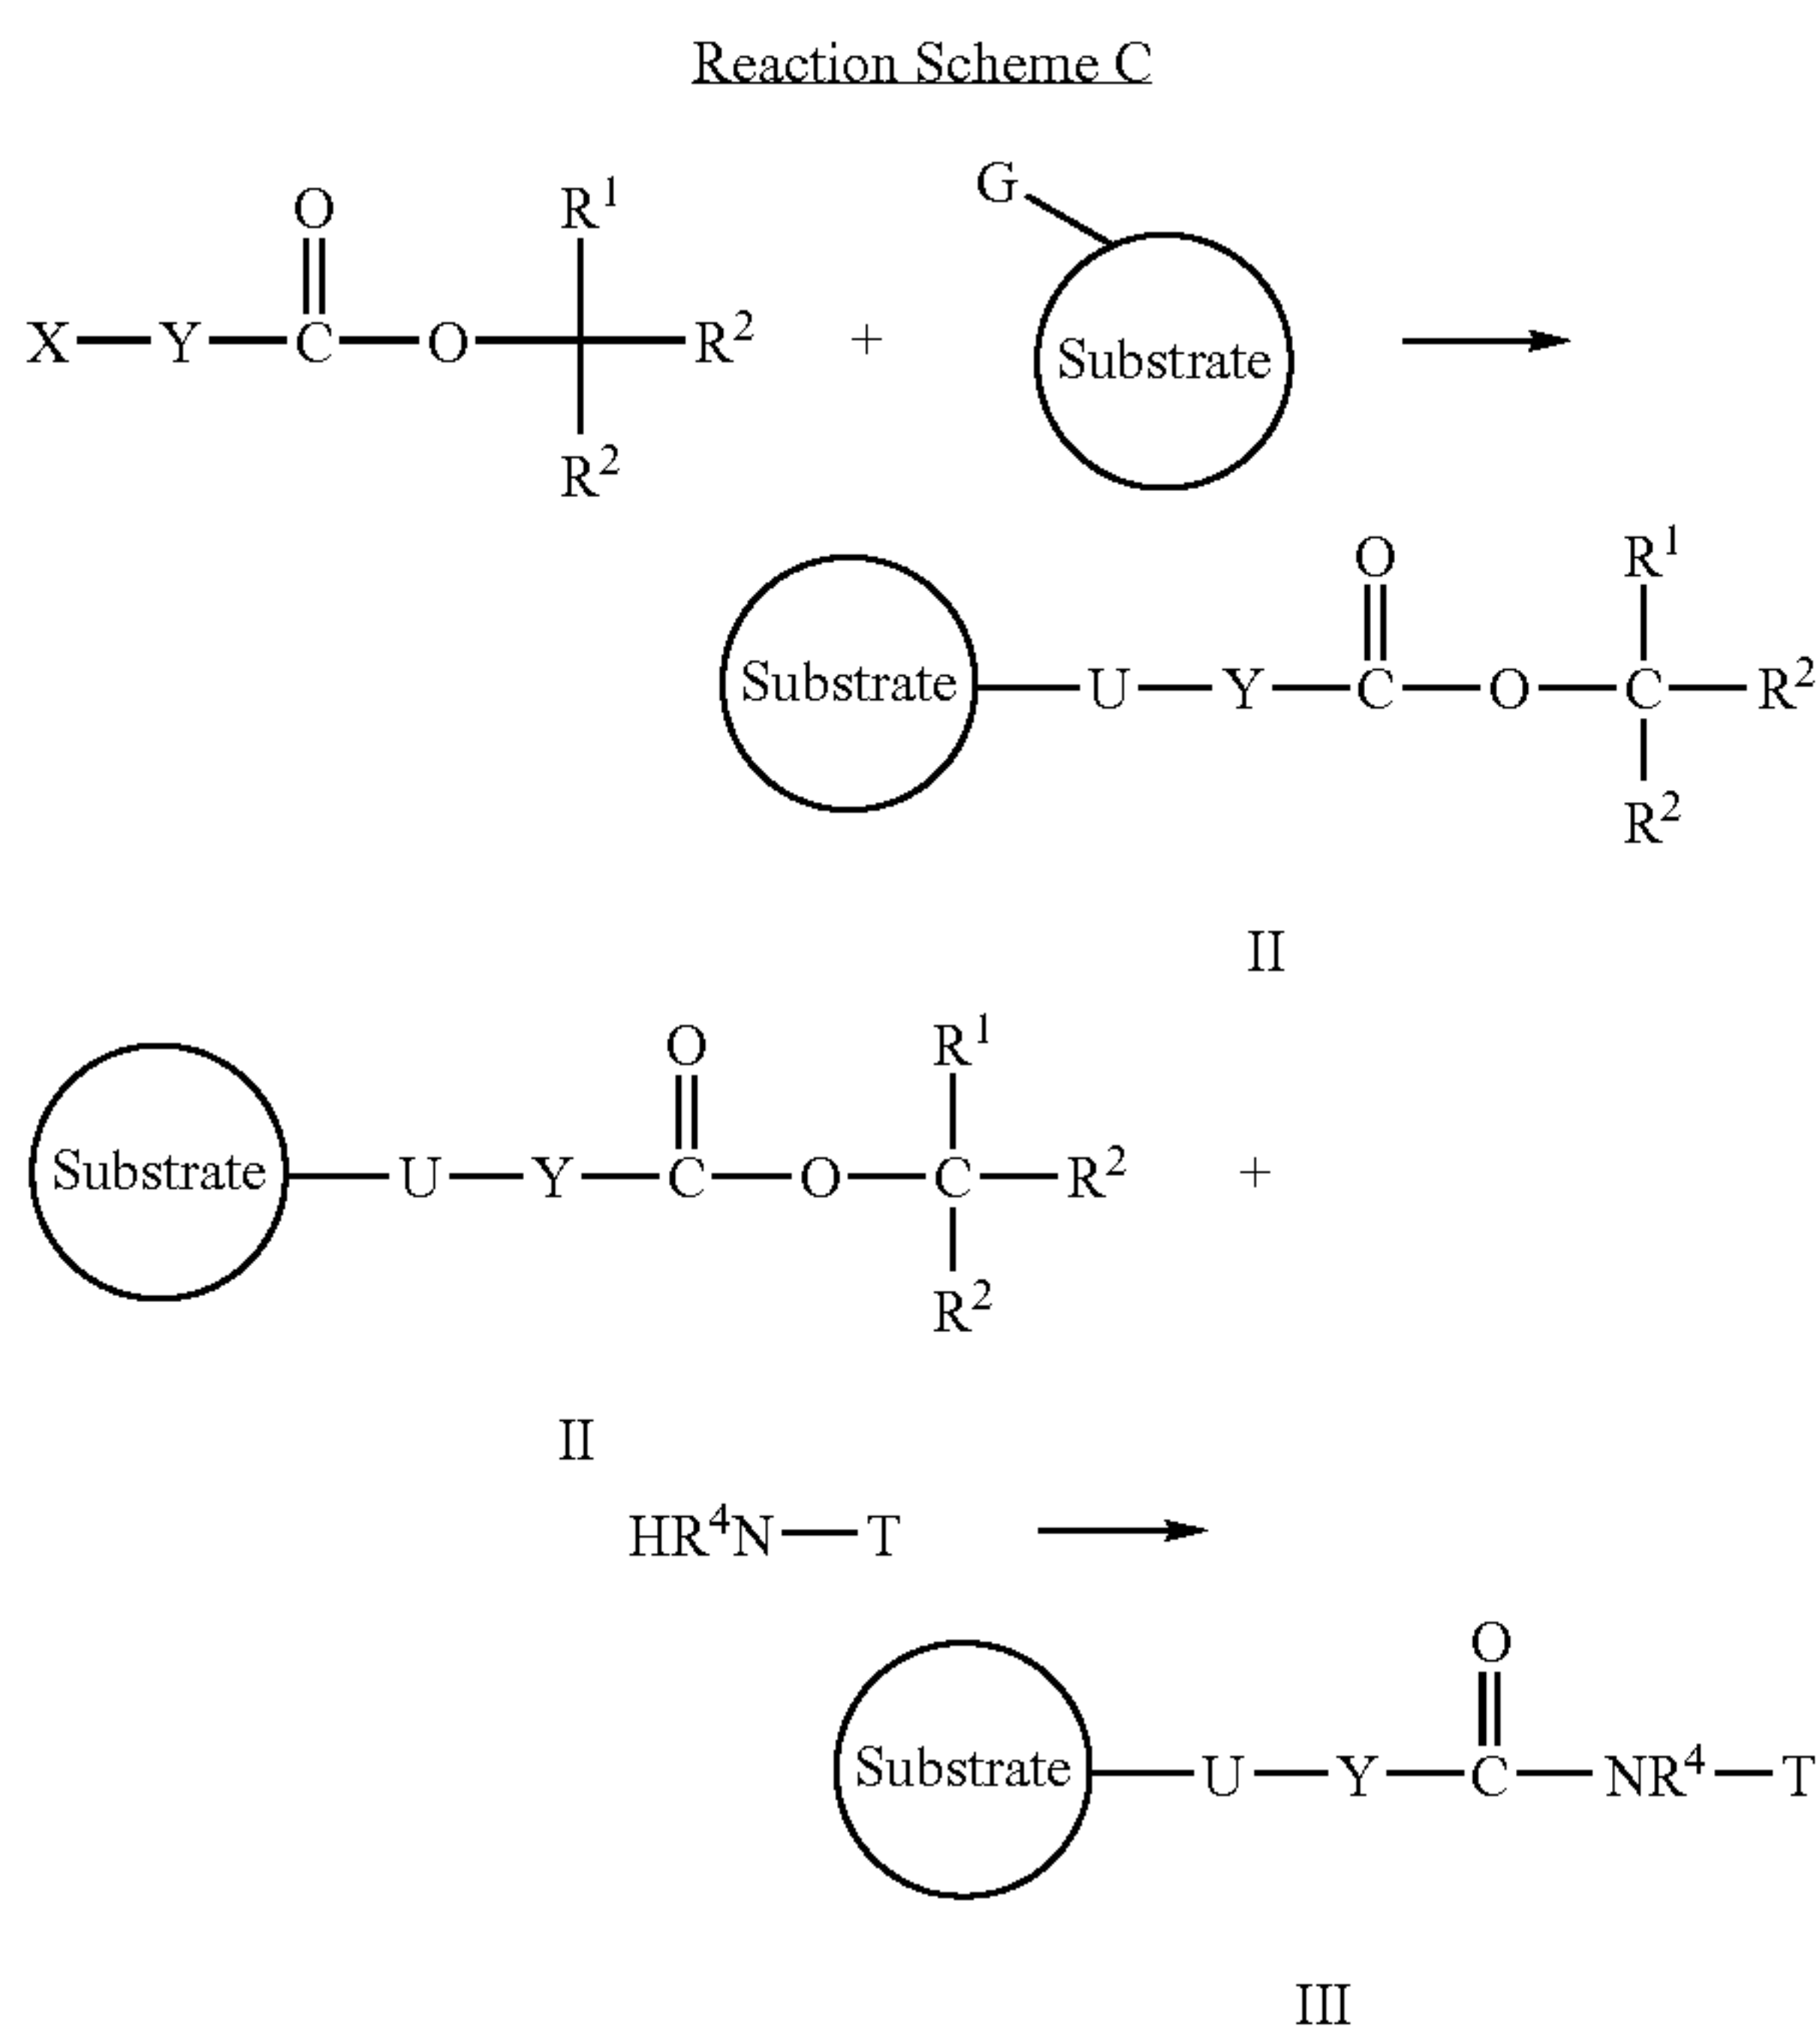 Reaction Scheme C
O R¹ G
X—Y—C—O—R² + Substrate
R²
O R¹
Substrate—U—Y—C—O—C—R²
R²
II
O R¹
Substrate—U—Y—C—O—C—R² +
R²
II
HR⁴N—T
O
Substrate—U—Y—C—NR⁴—T
III